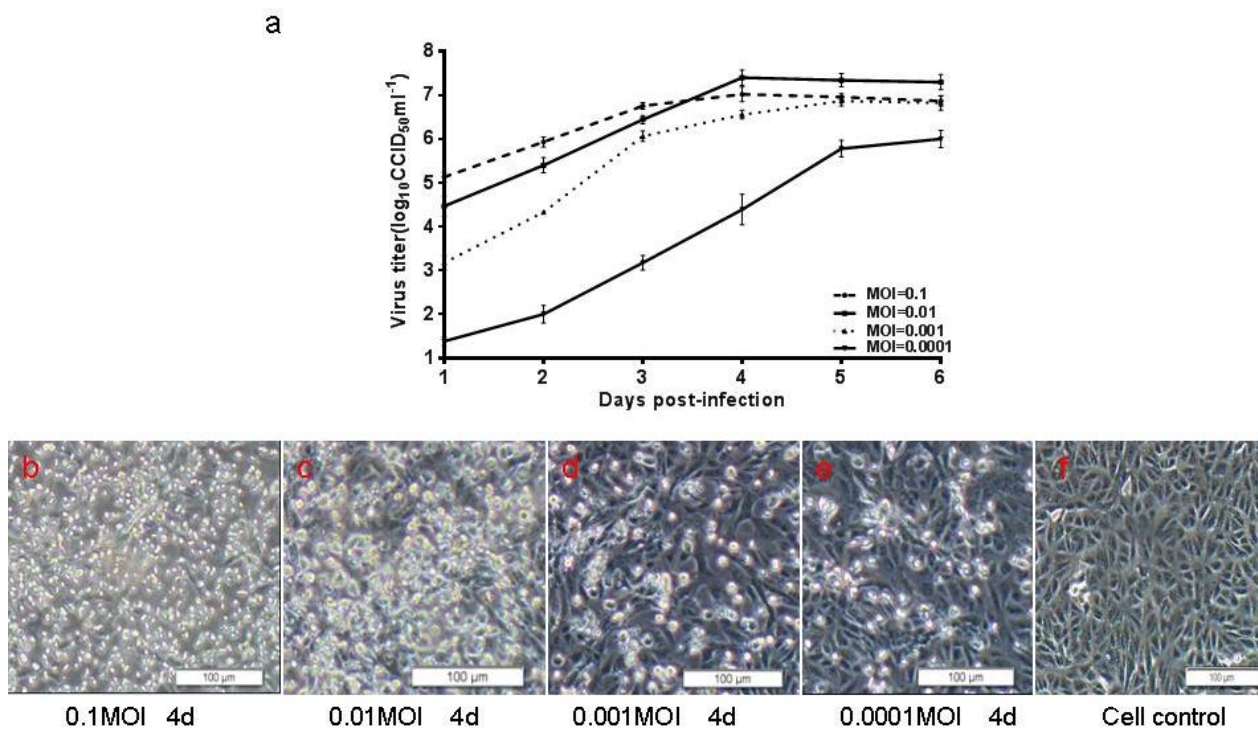 a
Virus titer(log₁₀CCID₅₀ml⁻¹)
8
7
6
5
4
3
2
1
1 2 3 4 5 6
Days post-infection
MOI=0.1
MOI=0.01
MOI=0.001
MOI=0.0001
b c d e f
100 µm 100 µm 100 µm 100 µm 100 µm
0.1MOI 4d 0.01MOI 4d 0.001MOI 4d 0.0001MOI 4d Cell control